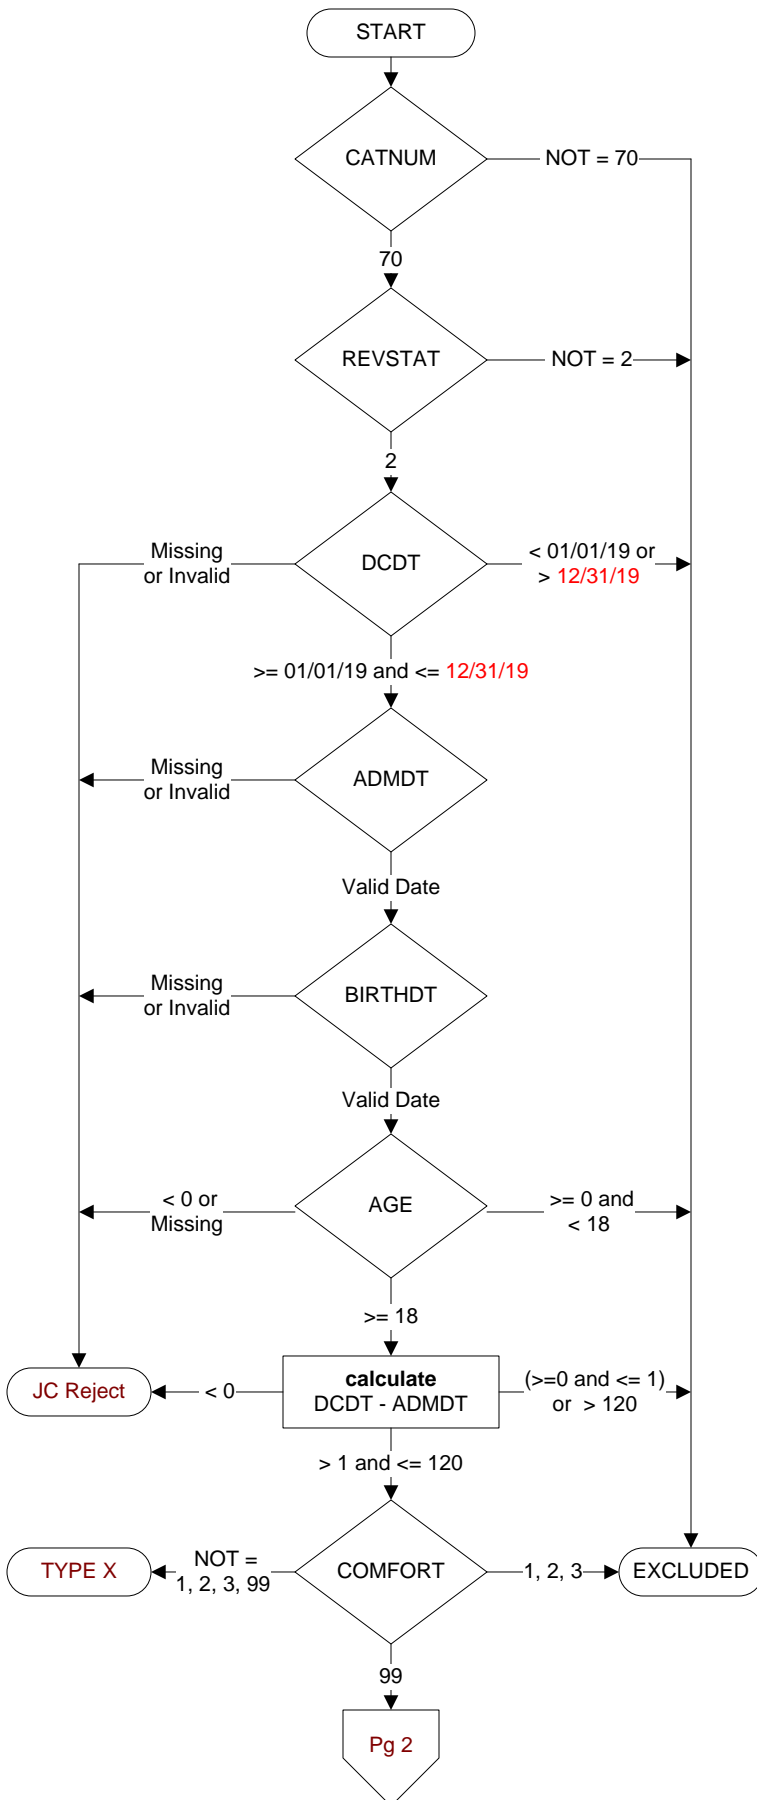 START
CATNUM
NOT = 70
70
REVSTAT
NOT = 2
2
Missing
or Invalid
DCDT
< 01/01/19 or
> 12/31/19
>= 01/01/19 and <= 12/31/19
Missing
or Invalid
ADMDT
Valid Date
Missing
or Invalid
BIRTHDT
Valid Date
< 0 or
Missing
AGE
>= 0 and
< 18
>= 18
JC Reject
< 0
calculate
DCDT - ADMDT
(>=0 and <= 1)
or > 120
> 1 and <= 120
TYPE X
NOT =
1, 2, 3, 99
COMFORT
1, 2, 3
EXCLUDED
99
Pg 2